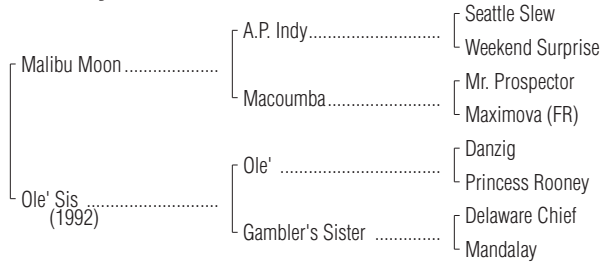 Seattle Slew
A.P. Indy..................................
Weekend Surprise
Malibu Moon ........................
Mr. Prospector
Macoumba..............................
Maximova (FR)
Danzig
Ole' ..........................................
Princess Rooney
Ole' Sis ..................................
(1992)
Delaware Chief
Gambler's Sister .................
Mandalay